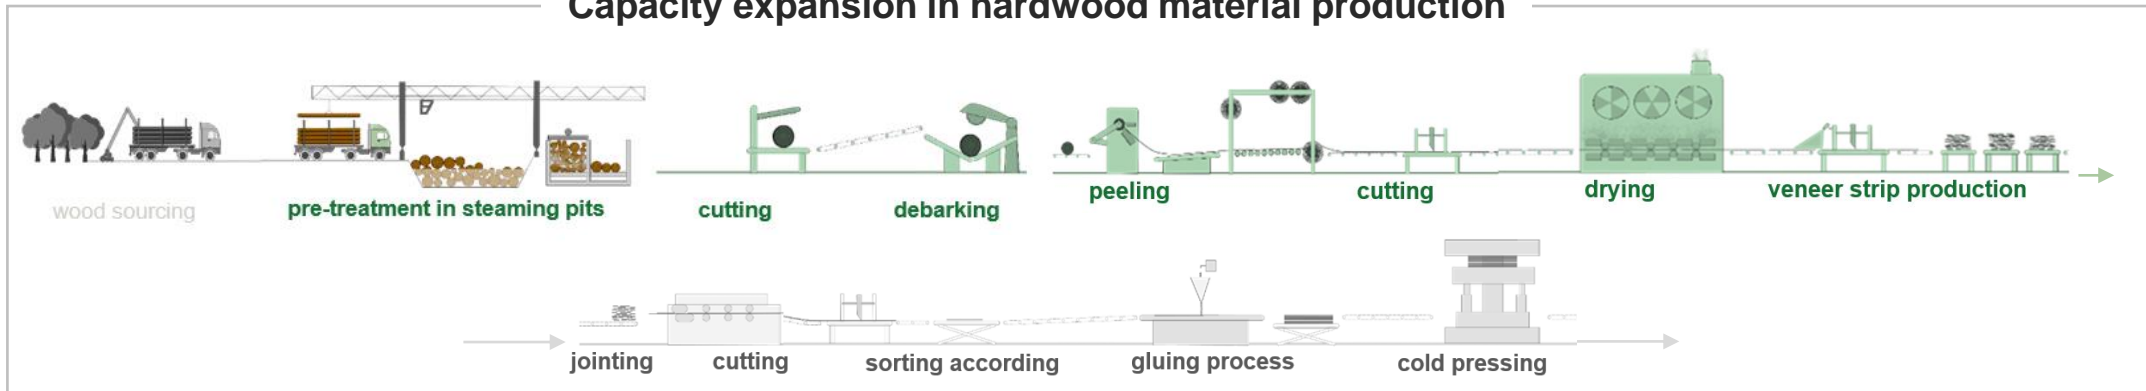 Capacity expansion in hardwood material production
wood sourcing
pre-treatment in steaming pits
cutting
debarking
peeling
cutting
drying
veneer strip production
jointing
cutting
sorting according
gluing process
cold pressing